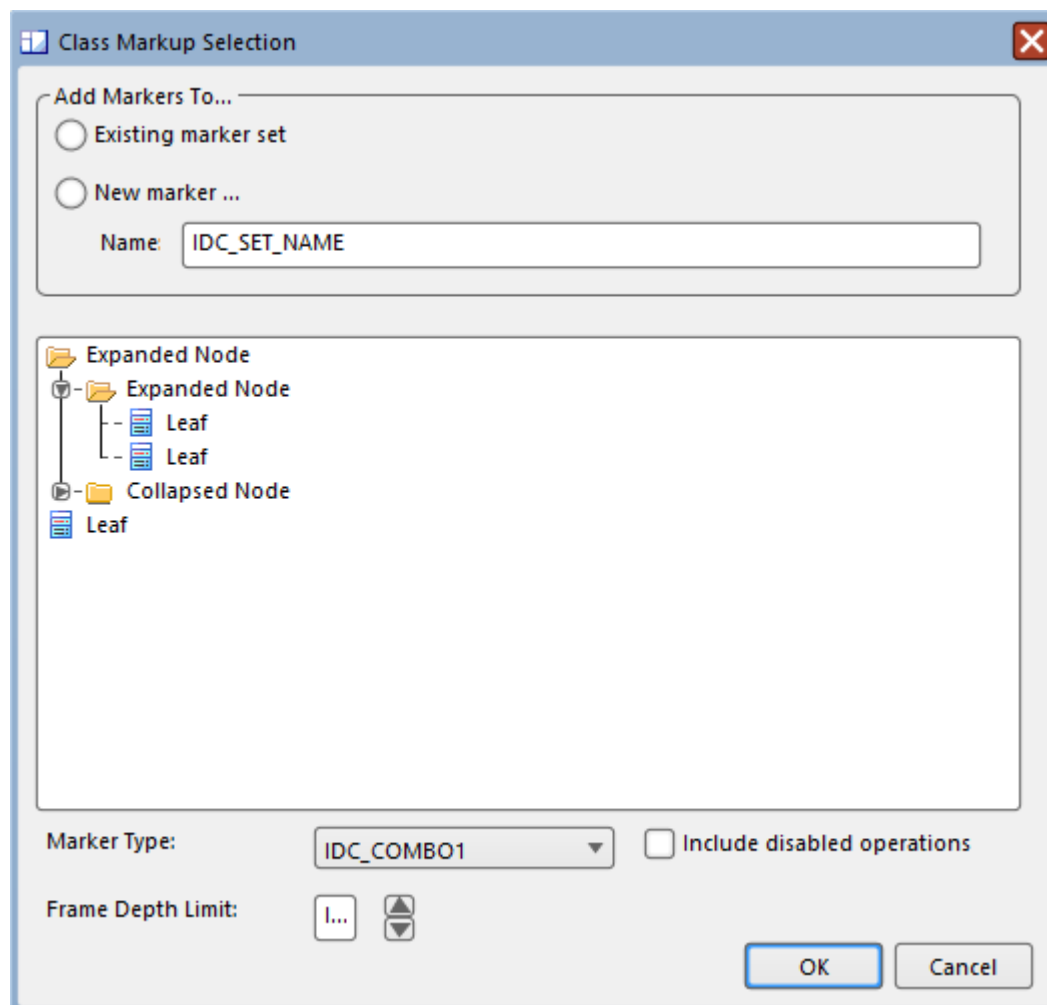 Class Markup Selection
Add Markers To...
Existing marker set
New marker ...
Name: IDC_SET_NAME
Expanded Node
Expanded Node
Leaf
Leaf
Collapsed Node
Leaf
Marker Type: IDC_COMBO1 Include disabled operations
Frame Depth Limit: I...
OK Cancel